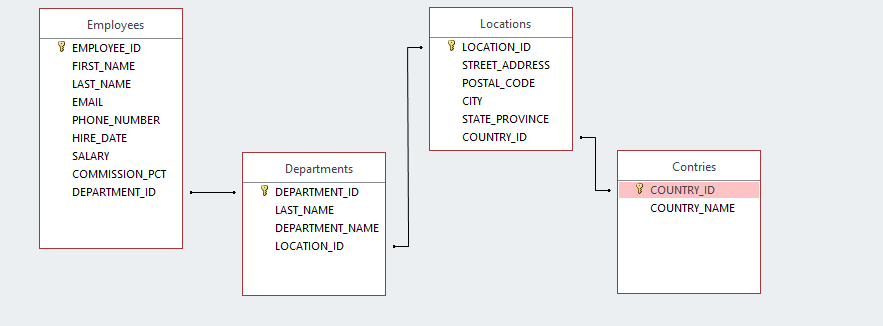 Employees
EMPLOYEE_ID
FIRST_NAME
LAST_NAME
EMAIL
PHONE_NUMBER
HIRE_DATE
SALARY
COMMISSION_PCT
DEPARTMENT_ID
Departments
DEPARTMENT_ID
LAST_NAME
DEPARTMENT_NAME
LOCATION_ID
Locations
LOCATION_ID
STREET_ADDRESS
POSTAL_CODE
CITY
STATE_PROVINCE
COUNTRY_ID
Contries
COUNTRY_ID
COUNTRY_NAME